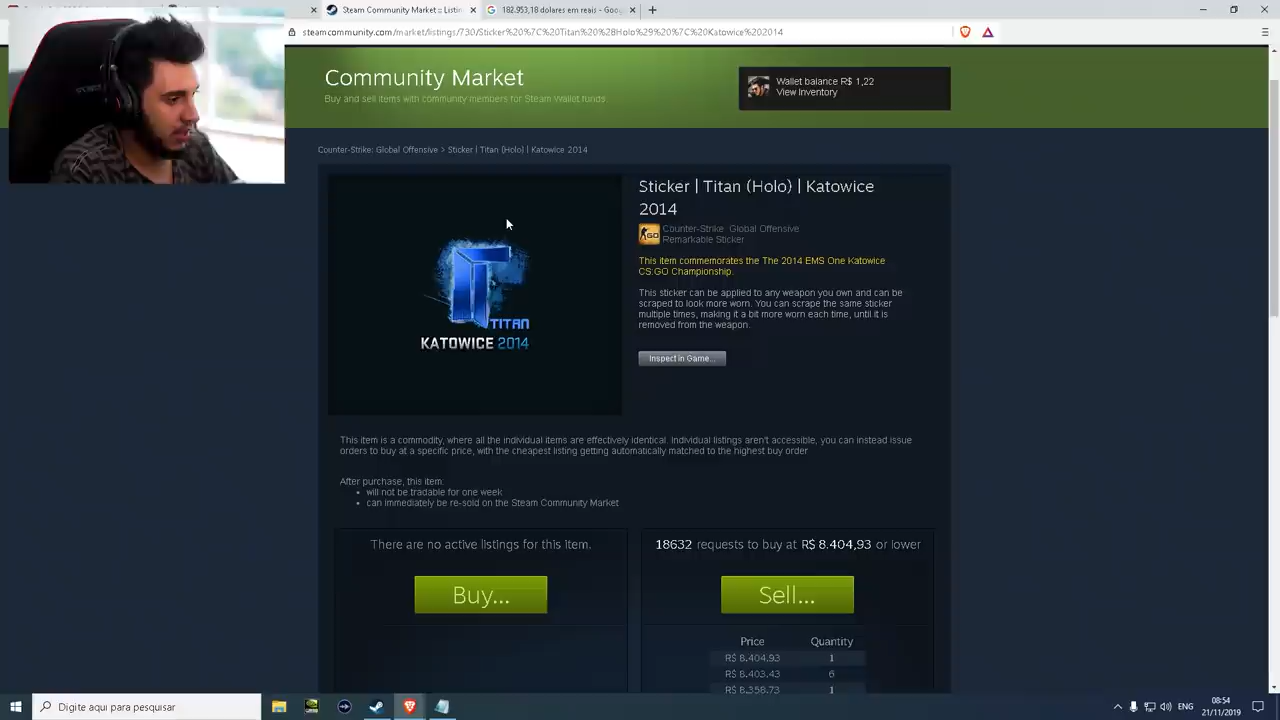 Steam Community Market :: Listin
182.953,18 dolares em reais - Go
steamcommunity.com/market/listings/730/Sticker%20%7C%20Titan%20%28Holo%29%20%7C%20Katowice%202014
Community Market
Buy and sell items with community members for Steam Wallet funds.
Wallet balance R$ 1,22
View Inventory
Counter-Strike: Global Offensive > Sticker | Titan (Holo) | Katowice 2014
TITAN
KATOWICE 2014
Sticker | Titan (Holo) | Katowice
2014
GO
Counter-Strike: Global Offensive
Remarkable Sticker
This item commemorates the The 2014 EMS One Katowice
CS:GO Championship.
This sticker can be applied to any weapon you own and can be
scraped to look more worn. You can scrape the same sticker
multiple times, making it a bit more worn each time, until it is
removed from the weapon.
Inspect in Game...
This item is a commodity, where all the individual items are effectively identical. Individual listings aren't accessible; you can instead issue
orders to buy at a specific price, with the cheapest listing getting automatically matched to the highest buy order
After purchase, this item:
• will not be tradable for one week
• can immediately be re-sold on the Steam Community Market
There are no active listings for this item.
Buy...
18632 requests to buy at R$ 8.404,93 or lower
Sell...
Price Quantity
R$ 8.404,93 1
R$ 8.403,43 6
R$ 8.358,73 1
Digite aqui para pesquisar
ENG
08:54
21/11/2019